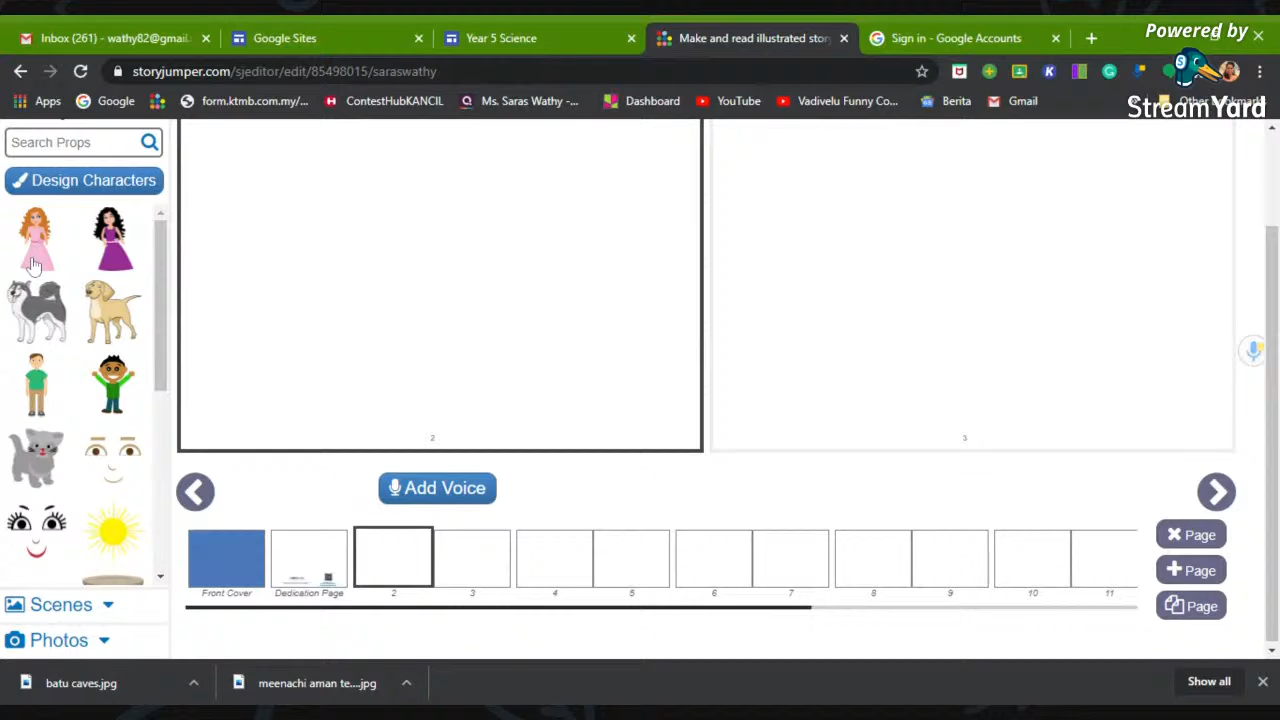 Inbox (261) - wathy82@gmail.
Google Sites
Year 5 Science
Make and read illustrated story
Sign in - Google Accounts
Powered by
StreamYard
storyjumper.com/sjeditor/edit/85498015/saraswathy
Apps
Google
form.ktmb.com.my/...
ContestHubKANCIL
Ms. Saras Wathy -...
Dashboard
YouTube
Vadivelu Funny Co...
Berita
Gmail
Search Props
Design Characters
2
3
Add Voice
Front Cover
Dedication Page
2
3
4
5
6
7
8
9
10
11
Page
Page
Page
Scenes
Photos
batu caves.jpg
meenachi aman te....jpg
Show all